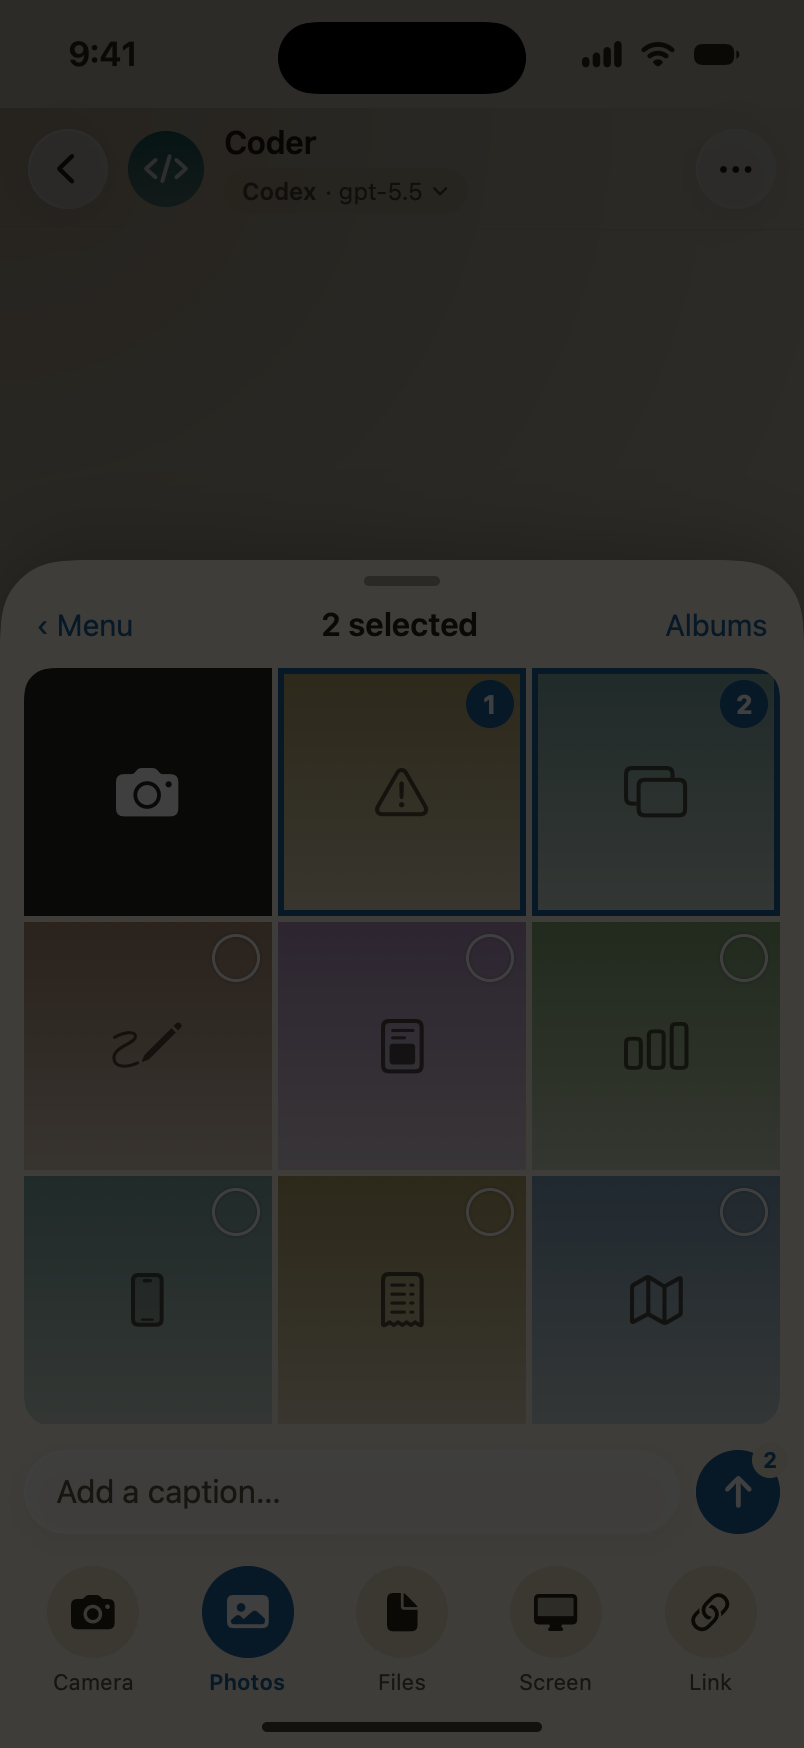 9:41
Coder
Codex · gpt-5.5
‹ Menu
2 selected
Albums
1
2
Add a caption...
2
Camera
Photos
Files
Screen
Link